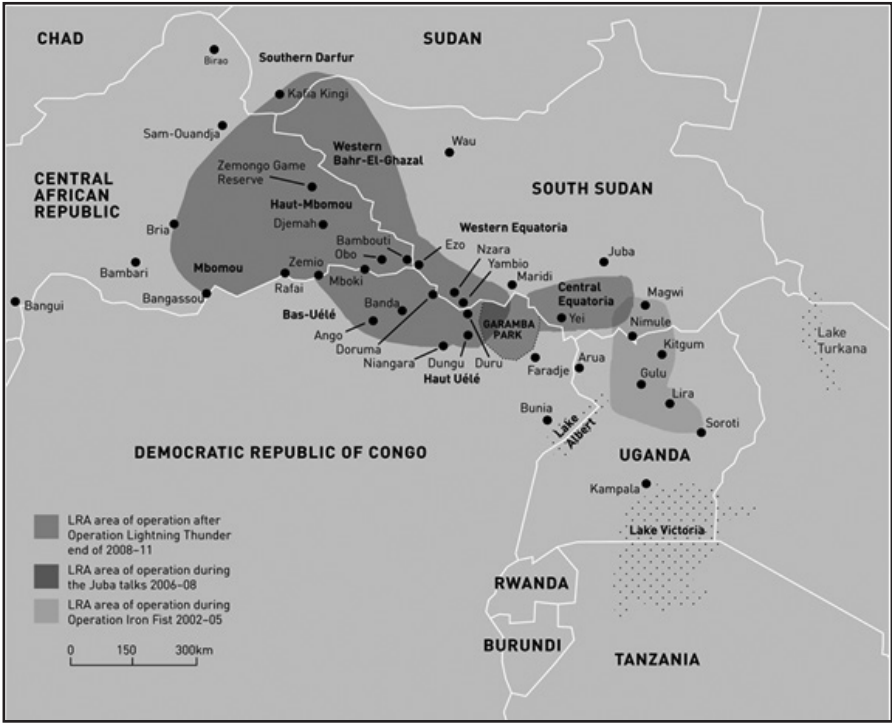 CHAD
SUDAN
Birao
Southern Darfur
Kafia Kingi
Sam-Ouandja
Wau
Western
Bahr-El-Ghazal
Zemongo Game
Reserve
CENTRAL
AFRICAN
REPUBLIC
SOUTH SUDAN
Haut-Mbomou
Djemah
Bria
Western Equatoria
Bambouti
Ezo
Obo
Nzara
Juba
Yambio
Bambari
Mbomou
Zemio
Mboki
Maridi
Rafai
Central
Equatoria
Magwi
Bangui
Bangassou
Banda
Bas-Uélé
Yei
Nimule
GARAMBA
PARK
Lake
Turkana
Ango
Doruma
Kitgum
Niangara
Dungu
Duru
Faradje
Arua
Gulu
Haut Uélé
Lira
Bunia
Lake
Albert
Soroti
DEMOCRATIC REPUBLIC OF CONGO
UGANDA
Kampala
Lake Victoria
LRA area of operation after
Operation Lightning Thunder
end of 2008–11
LRA area of operation during
the Juba talks 2006–08
LRA area of operation during
Operation Iron Fist 2002–05
RWANDA
BURUNDI
TANZANIA
0 150 300km